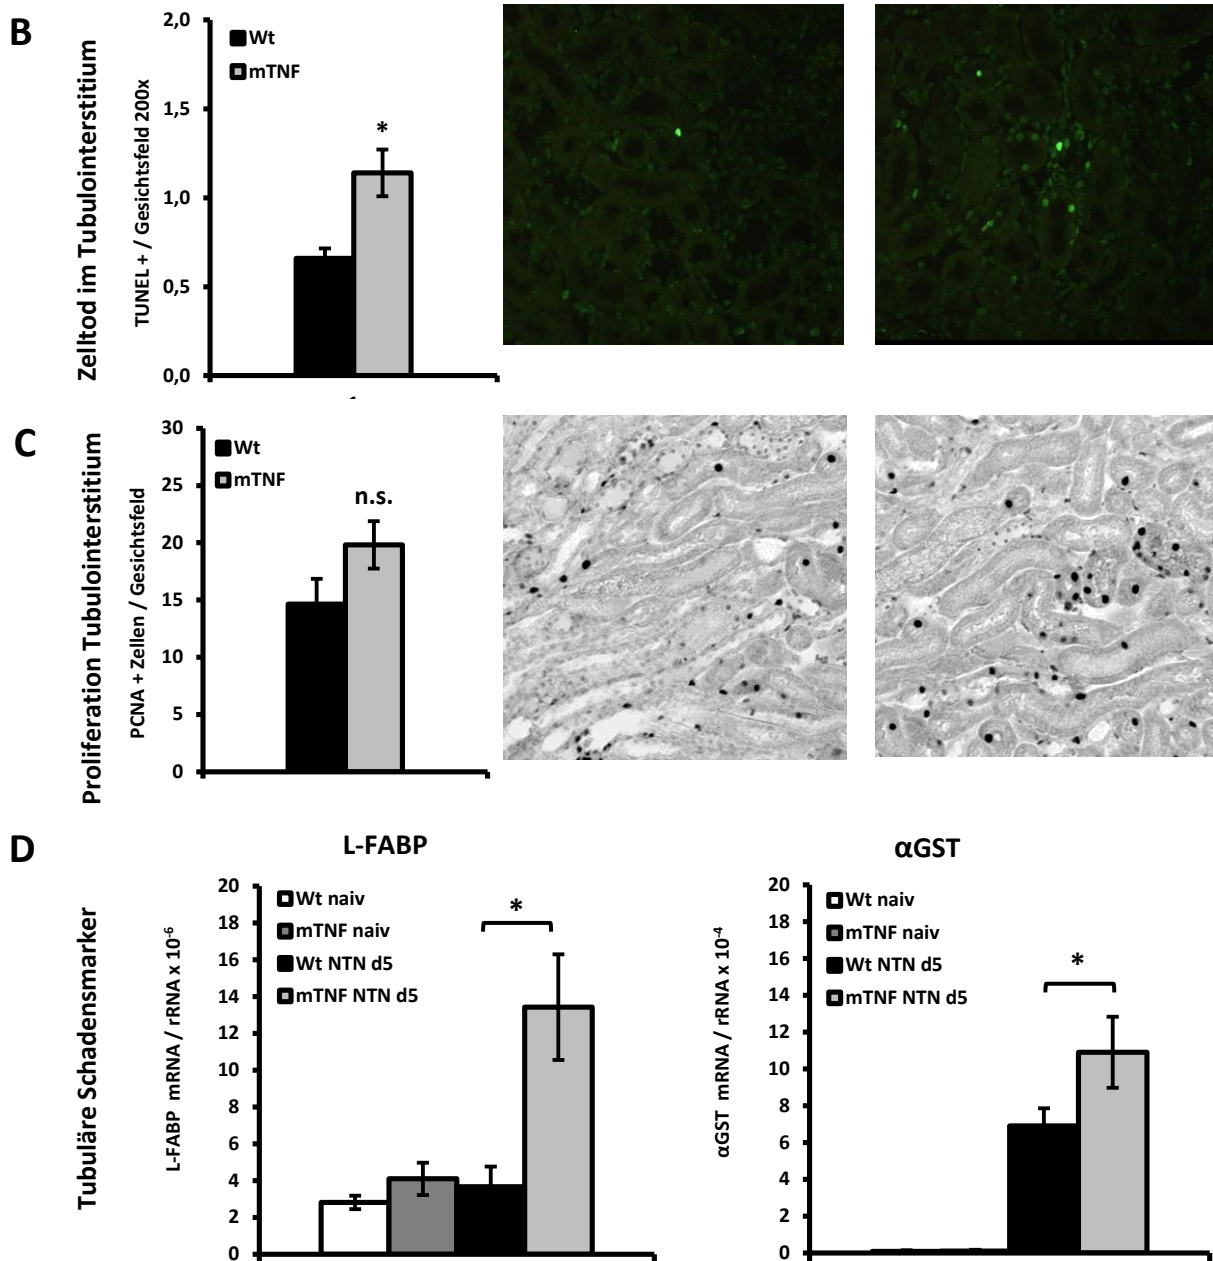 B
Zelltod im Tubulointerstitium
TUNEL + / Gesichtsfeld 200x
2,0
1,5
1,0
0,5
0,0
Wt
mTNF
*
C
Proliferation Tubulointerstitium
PCNA + Zellen / Gesichtsfeld
30
25
20
15
10
5
0
Wt
mTNF
n.s.
D
Tubuläre Schadensmarker
L-FABP
L-FABP mRNA / rRNA x 10⁻⁶
20
18
16
14
12
10
8
6
4
2
0
Wt naiv
mTNF naiv
Wt NTN d5
mTNF NTN d5
*
αGST
αGST mRNA / rRNA x 10⁻⁴
20
18
16
14
12
10
8
6
4
2
0
Wt naiv
mTNF naiv
Wt NTN d5
mTNF NTN d5
*